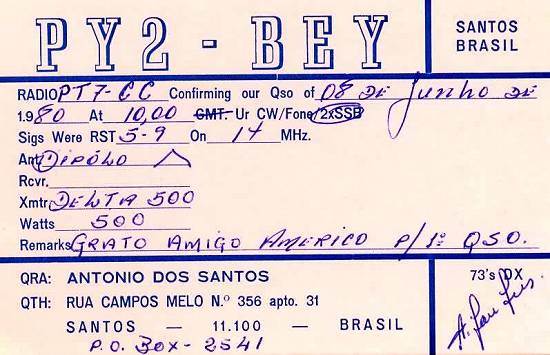 PY2 - BEY
SANTOS
BRASIL
RADIO PT7-CC Confirming our Qso of 08 DE Junho DE
1.980 At 10,00 GMT. Ur CW/Fone/2xSSB
Sigs Were RST 5-9 On 14 MHz.
Ant DIPÓLO
Rcvr.
Xmtr DELTA 500
Watts 500
Remarks GRATO AMIGO AMERICO P/1º QSO.
QRA: ANTONIO DOS SANTOS
QTH: RUA CAMPOS MELO N.º 356 apto. 31
SANTOS — 11.100 — BRASIL
P.O. BOX - 2541
73's DX